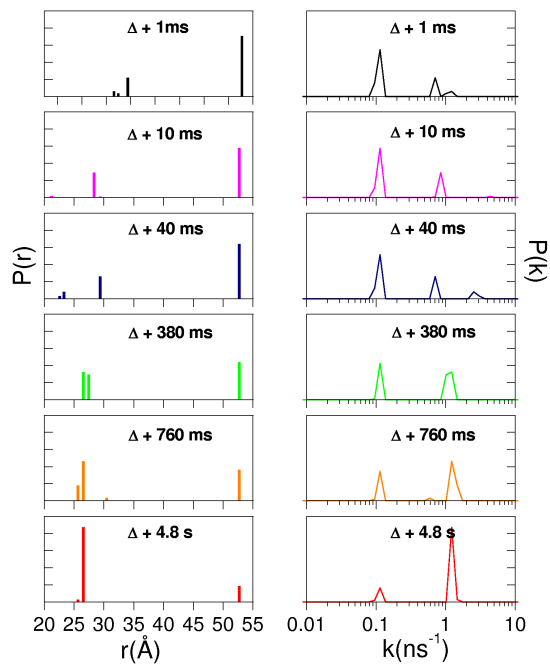 Δ + 1ms
Δ + 1 ms
Δ + 10 ms
Δ + 10 ms
Δ + 40 ms
Δ + 40 ms
P(r)
P(k)
Δ + 380 ms
Δ + 380 ms
Δ + 760 ms
Δ + 760 ms
Δ + 4.8 s
Δ + 4.8 s
20 25 30 35 40 45 50 55
0.01 0.1 1 10
r(Å)
k(ns⁻¹)